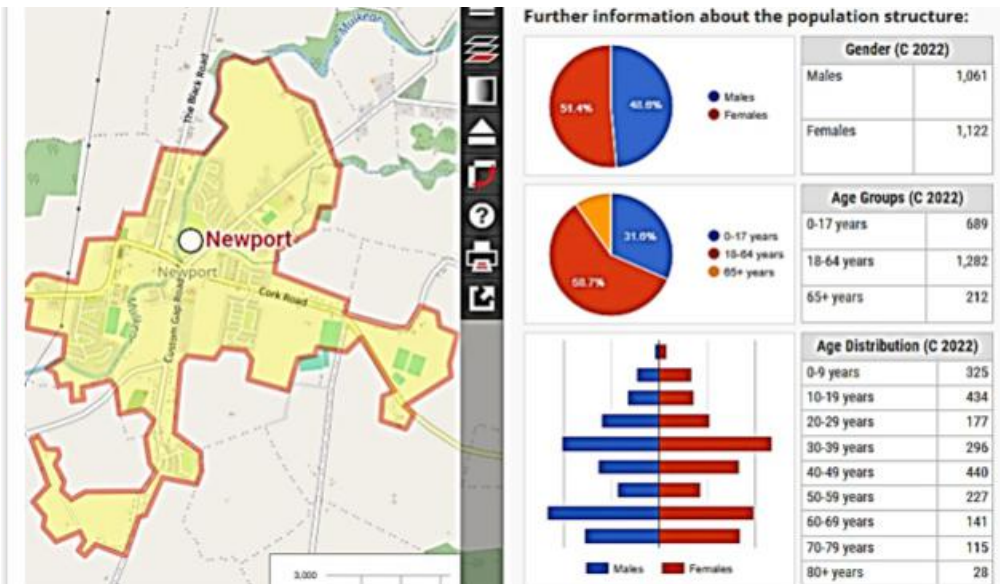 Mulkear
The Black Road
Newport
Newport
Cork Road
Custom Gap Road
3,000
Further information about the population structure:
51.4%
48.6%
Males
Females
Gender (C 2022)
Males 1,061
Females 1,122
31.6%
58.7%
0-17 years
18-64 years
65+ years
Age Groups (C 2022)
0-17 years 689
18-64 years 1,282
65+ years 212
Males
Females
Age Distribution (C 2022)
0-9 years 325
10-19 years 434
20-29 years 177
30-39 years 296
40-49 years 440
50-59 years 227
60-69 years 141
70-79 years 115
80+ years 28